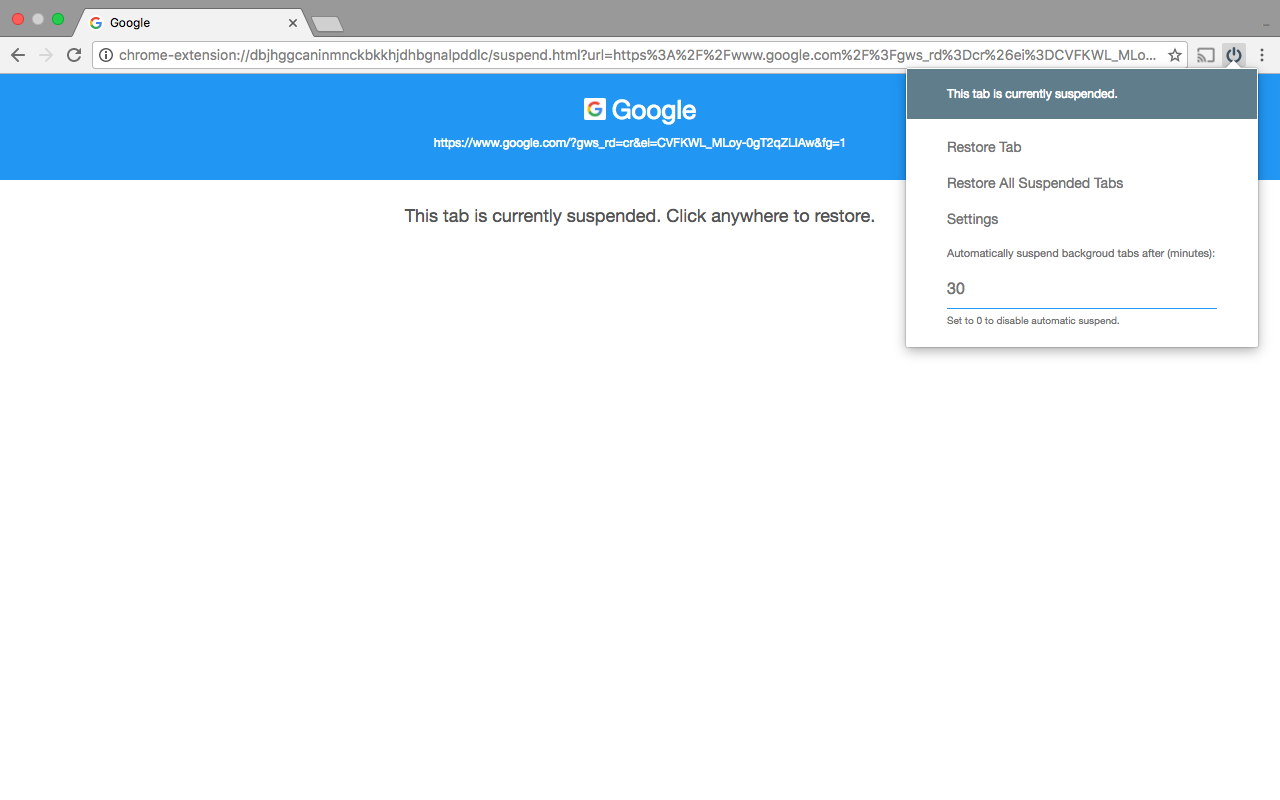 Google
chrome-extension://dbjhggcaninmnckbkkhjdhbgnalpddlc/suspend.html?url=https%3A%2F%2Fwww.google.com%2F%3Fgws_rd%3Dcr%26ei%3DCVFKWL_MLo...
Google
https://www.google.com/?gws_rd=cr&ei=CVFKWL_MLoy-0gT2qZLIAw&fg=1
This tab is currently suspended. Click anywhere to restore.
This tab is currently suspended.
Restore Tab
Restore All Suspended Tabs
Settings
Automatically suspend backgroud tabs after (minutes):
30
Set to 0 to disable automatic suspend.